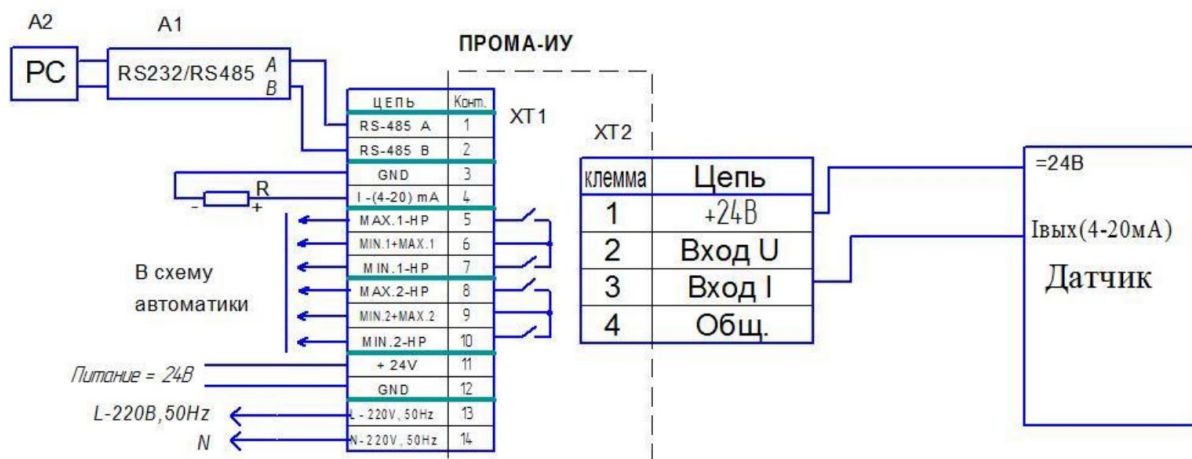 A2
A1
ПРОМА-ИУ
PC
RS232/RS485
A
B
ЦЕПЬ Конт.
XT1
RS-485 A 1
RS-485 B 2
GND 3
I-(4-20) mA 4
MAX.1-HP 5
MIN.1+MAX.1 6
MIN.1-HP 7
MAX.2-HP 8
MIN.2+MAX.2 9
MIN.2-HP 10
+ 24V 11
GND 12
L-220V, 50Hz 13
N-220V, 50Hz 14
R
- +
В схему
автоматики
Питание = 24В
L-220В,50Hz
N
XT2
клемма Цепь
1 +24В
2 Вход U
3 Вход I
4 Общ.
=24В
Iвых(4-20мА)
Датчик